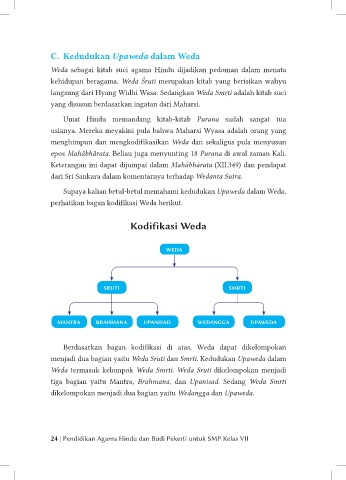 C. Kedudukan Upaweda dalam Weda
Weda sebagai kitab suci agama Hindu dijadikan pedoman dalam menata
kehidupan beragama. Weda Śruti merupakan kitab yang berisikan wahyu
langsung dari Hyang Widhi Wasa. Sedangkan Weda Smṛti adalah kitab suci
yang disusun berdasarkan ingatan dari Maharsi.
Umat Hindu memandang kitab-kitab Purana sudah sangat tua
usianya. Mereka meyakini pula bahwa Maharsi Wyasa adalah orang yang
menghimpun dan mengkodifikasikan Weda dan sekaligus pula menyusun
epos Mahābhārata. Beliau juga menyunting 18 Purana di awal zaman Kali.
Keterangan ini dapat dijumpai dalam Mahābhārata (XII.349) dan pendapat
dari Sri Sankara dalam komentarnya terhadap Wedanta Sutra.
Supaya kalian betul-betul memahami kedudukan Upaweda dalam Weda,
perhatikan bagan kodifikasi Weda berikut.
Kodifikasi Weda
WEDA
SRUTI SMRTI
MANTRA BRAHMANA UPANISAD WEDANGGA UPAWEDA
Berdasarkan bagan kodifikasi di atas, Weda dapat dikelompokan
menjadi dua bagian yaitu Weda Sruti dan Smrti. Kedudukan Upaweda dalam
Weda termasuk kelompok Weda Smrti. Weda Sruti dikelompokan menjadi
tiga bagian yaitu Mantra, Brahmana, dan Upanisad. Sedang Weda Smrti
dikelompokan menjadi dua bagian yaitu Wedangga dan Upaweda.
24 | Pendidikan Agama Hindu dan Budi Pekerti untuk SMP Kelas VII